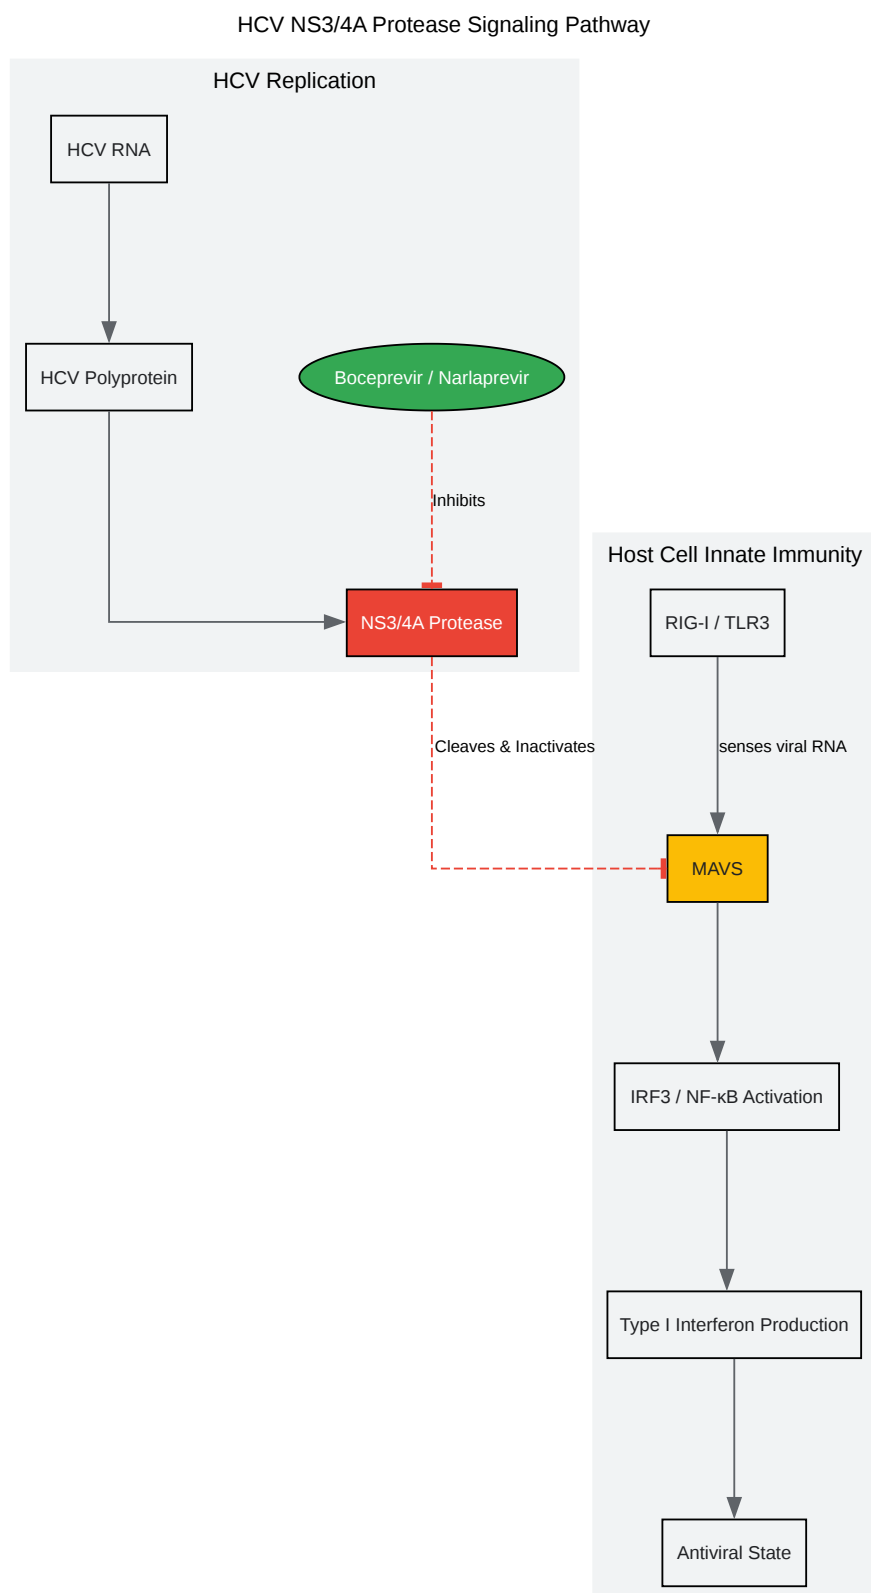 HCV NS3/4A Protease Signaling Pathway
HCV Replication
HCV RNA
HCV Polyprotein
Boceprevir / Narlaprevir
Inhibits
NS3/4A Protease
Cleaves & Inactivates
Host Cell Innate Immunity
RIG-I / TLR3
senses viral RNA
MAVS
IRF3 / NF-κB Activation
Type I Interferon Production
Antiviral State